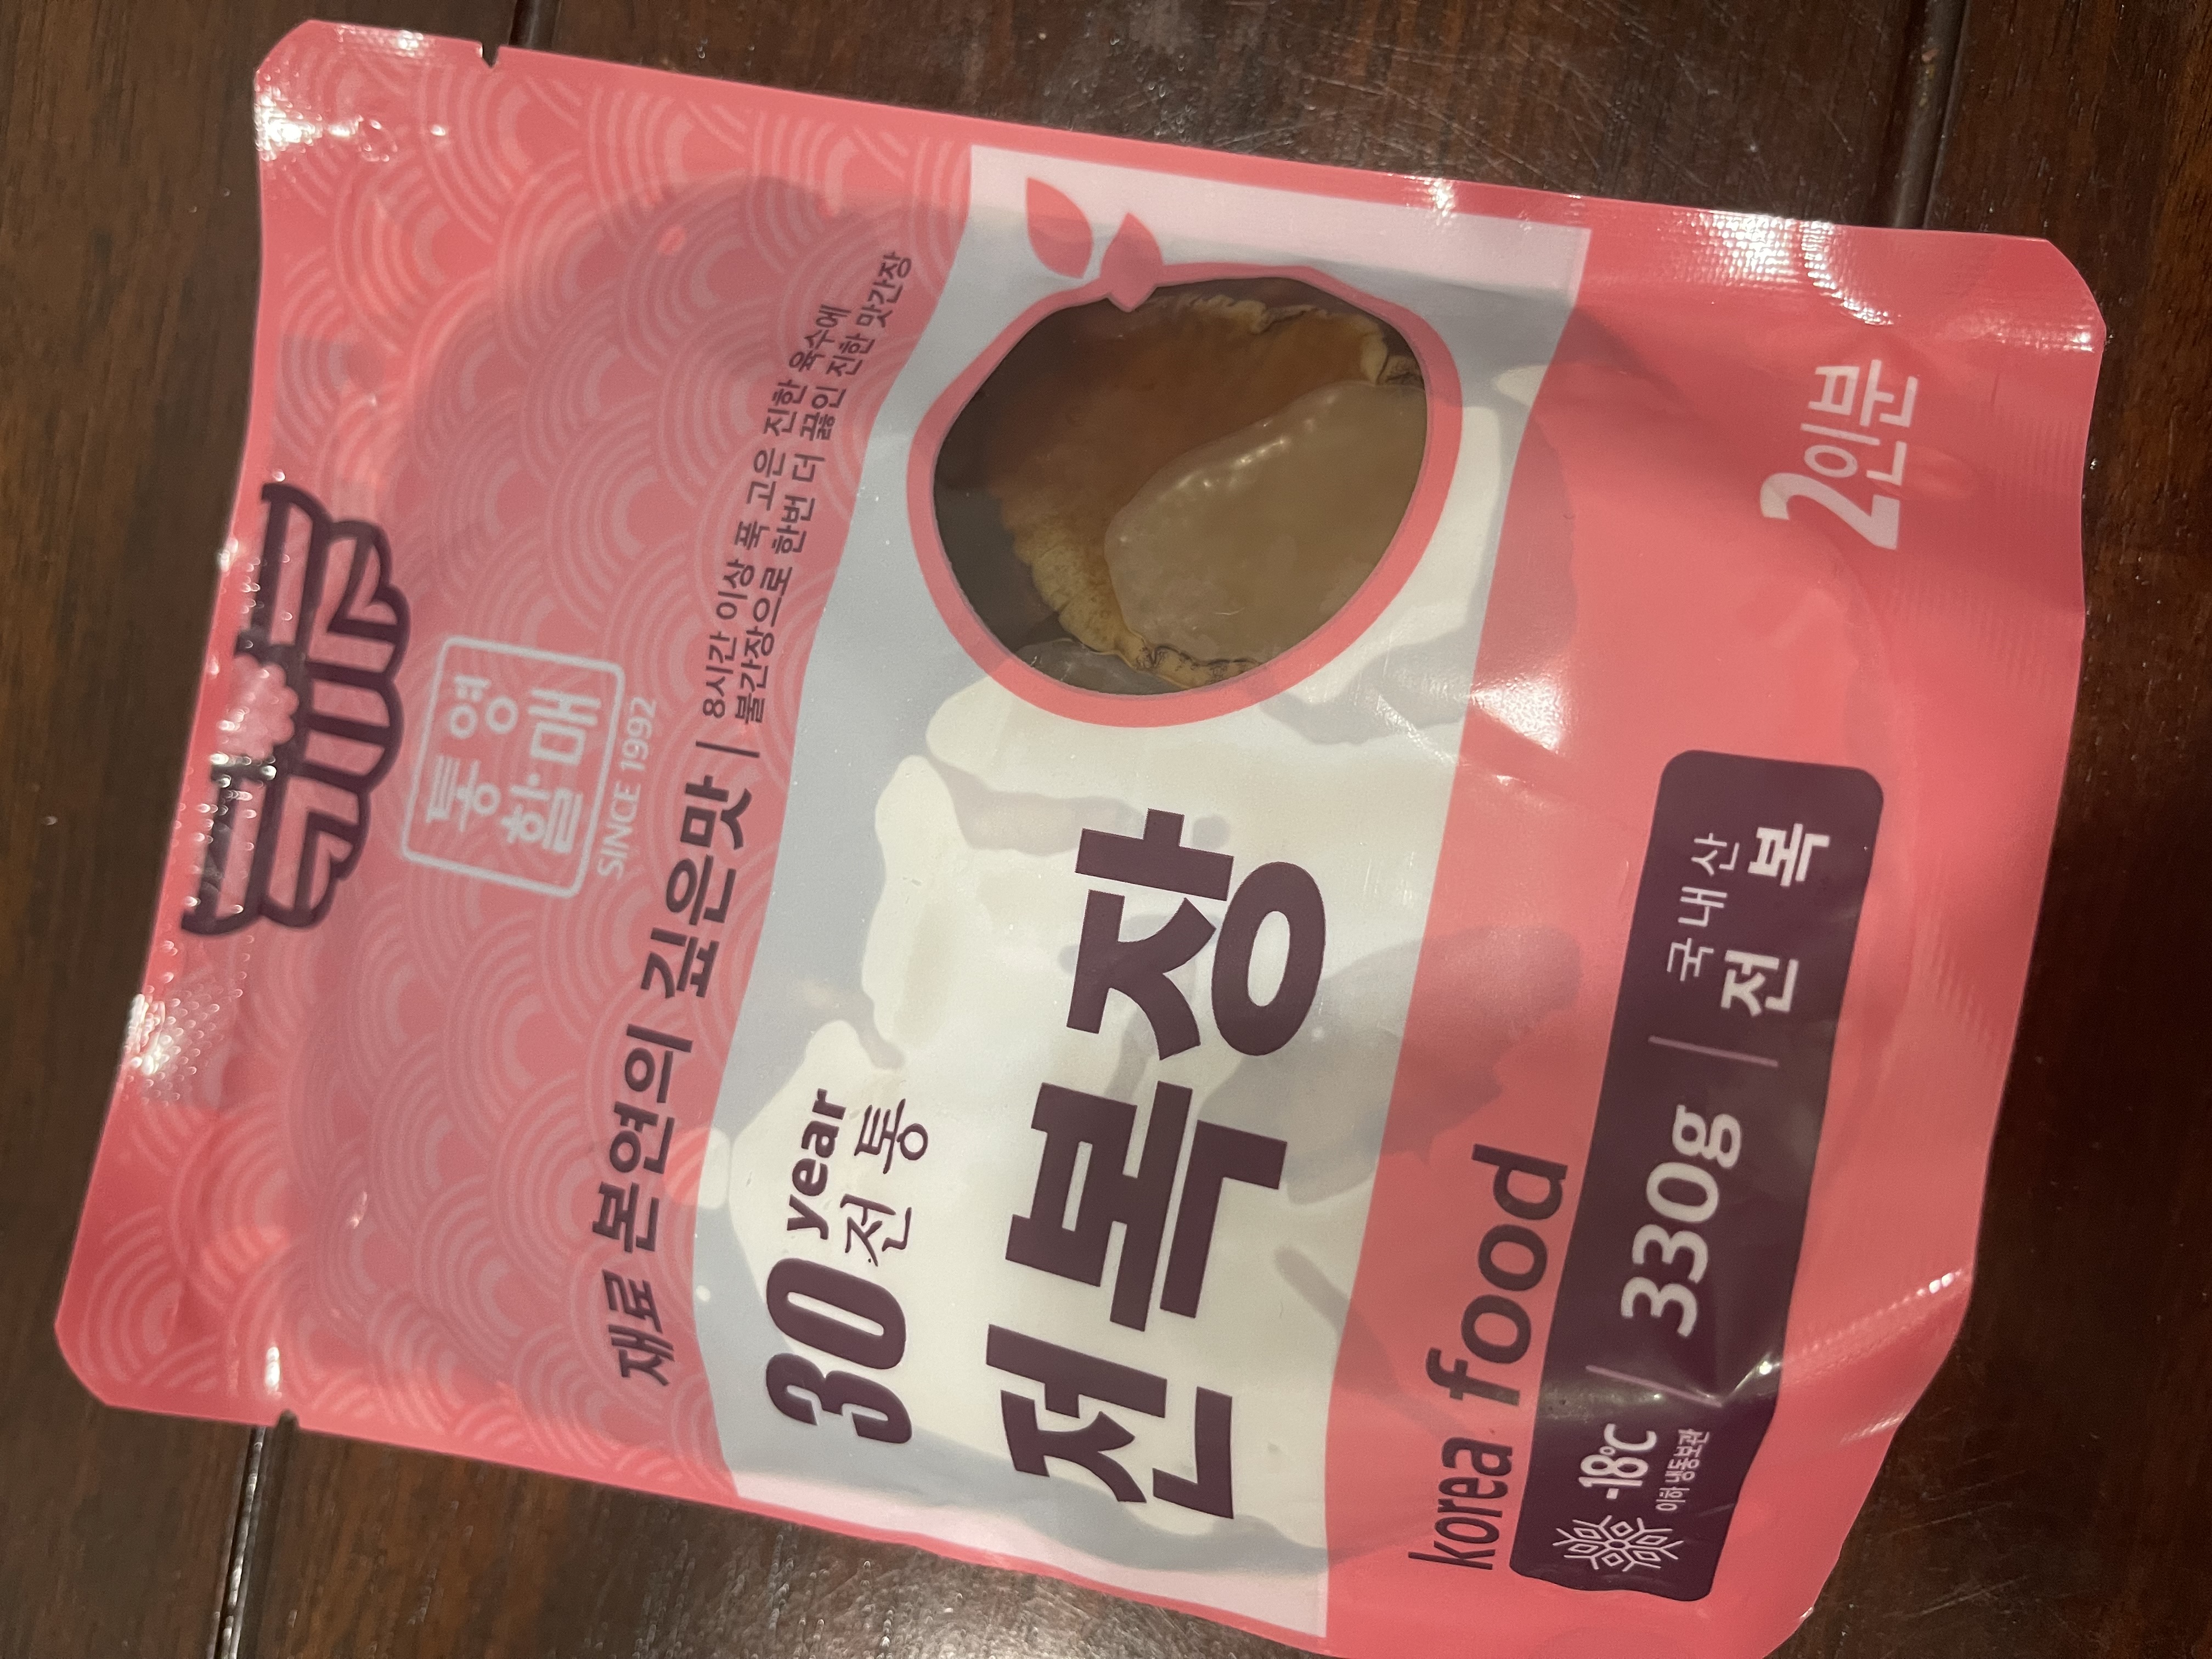 통영
할매
SINCE 1992
재료 본연의 깊은맛
8시간 이상 푹 고은 진한 육수에
불간장으로 한번 더 끓인 진한 맛간장
30 year
전통
전복장
korea food
-18℃
이하 냉동보관
330g
국내산
전복
2인분